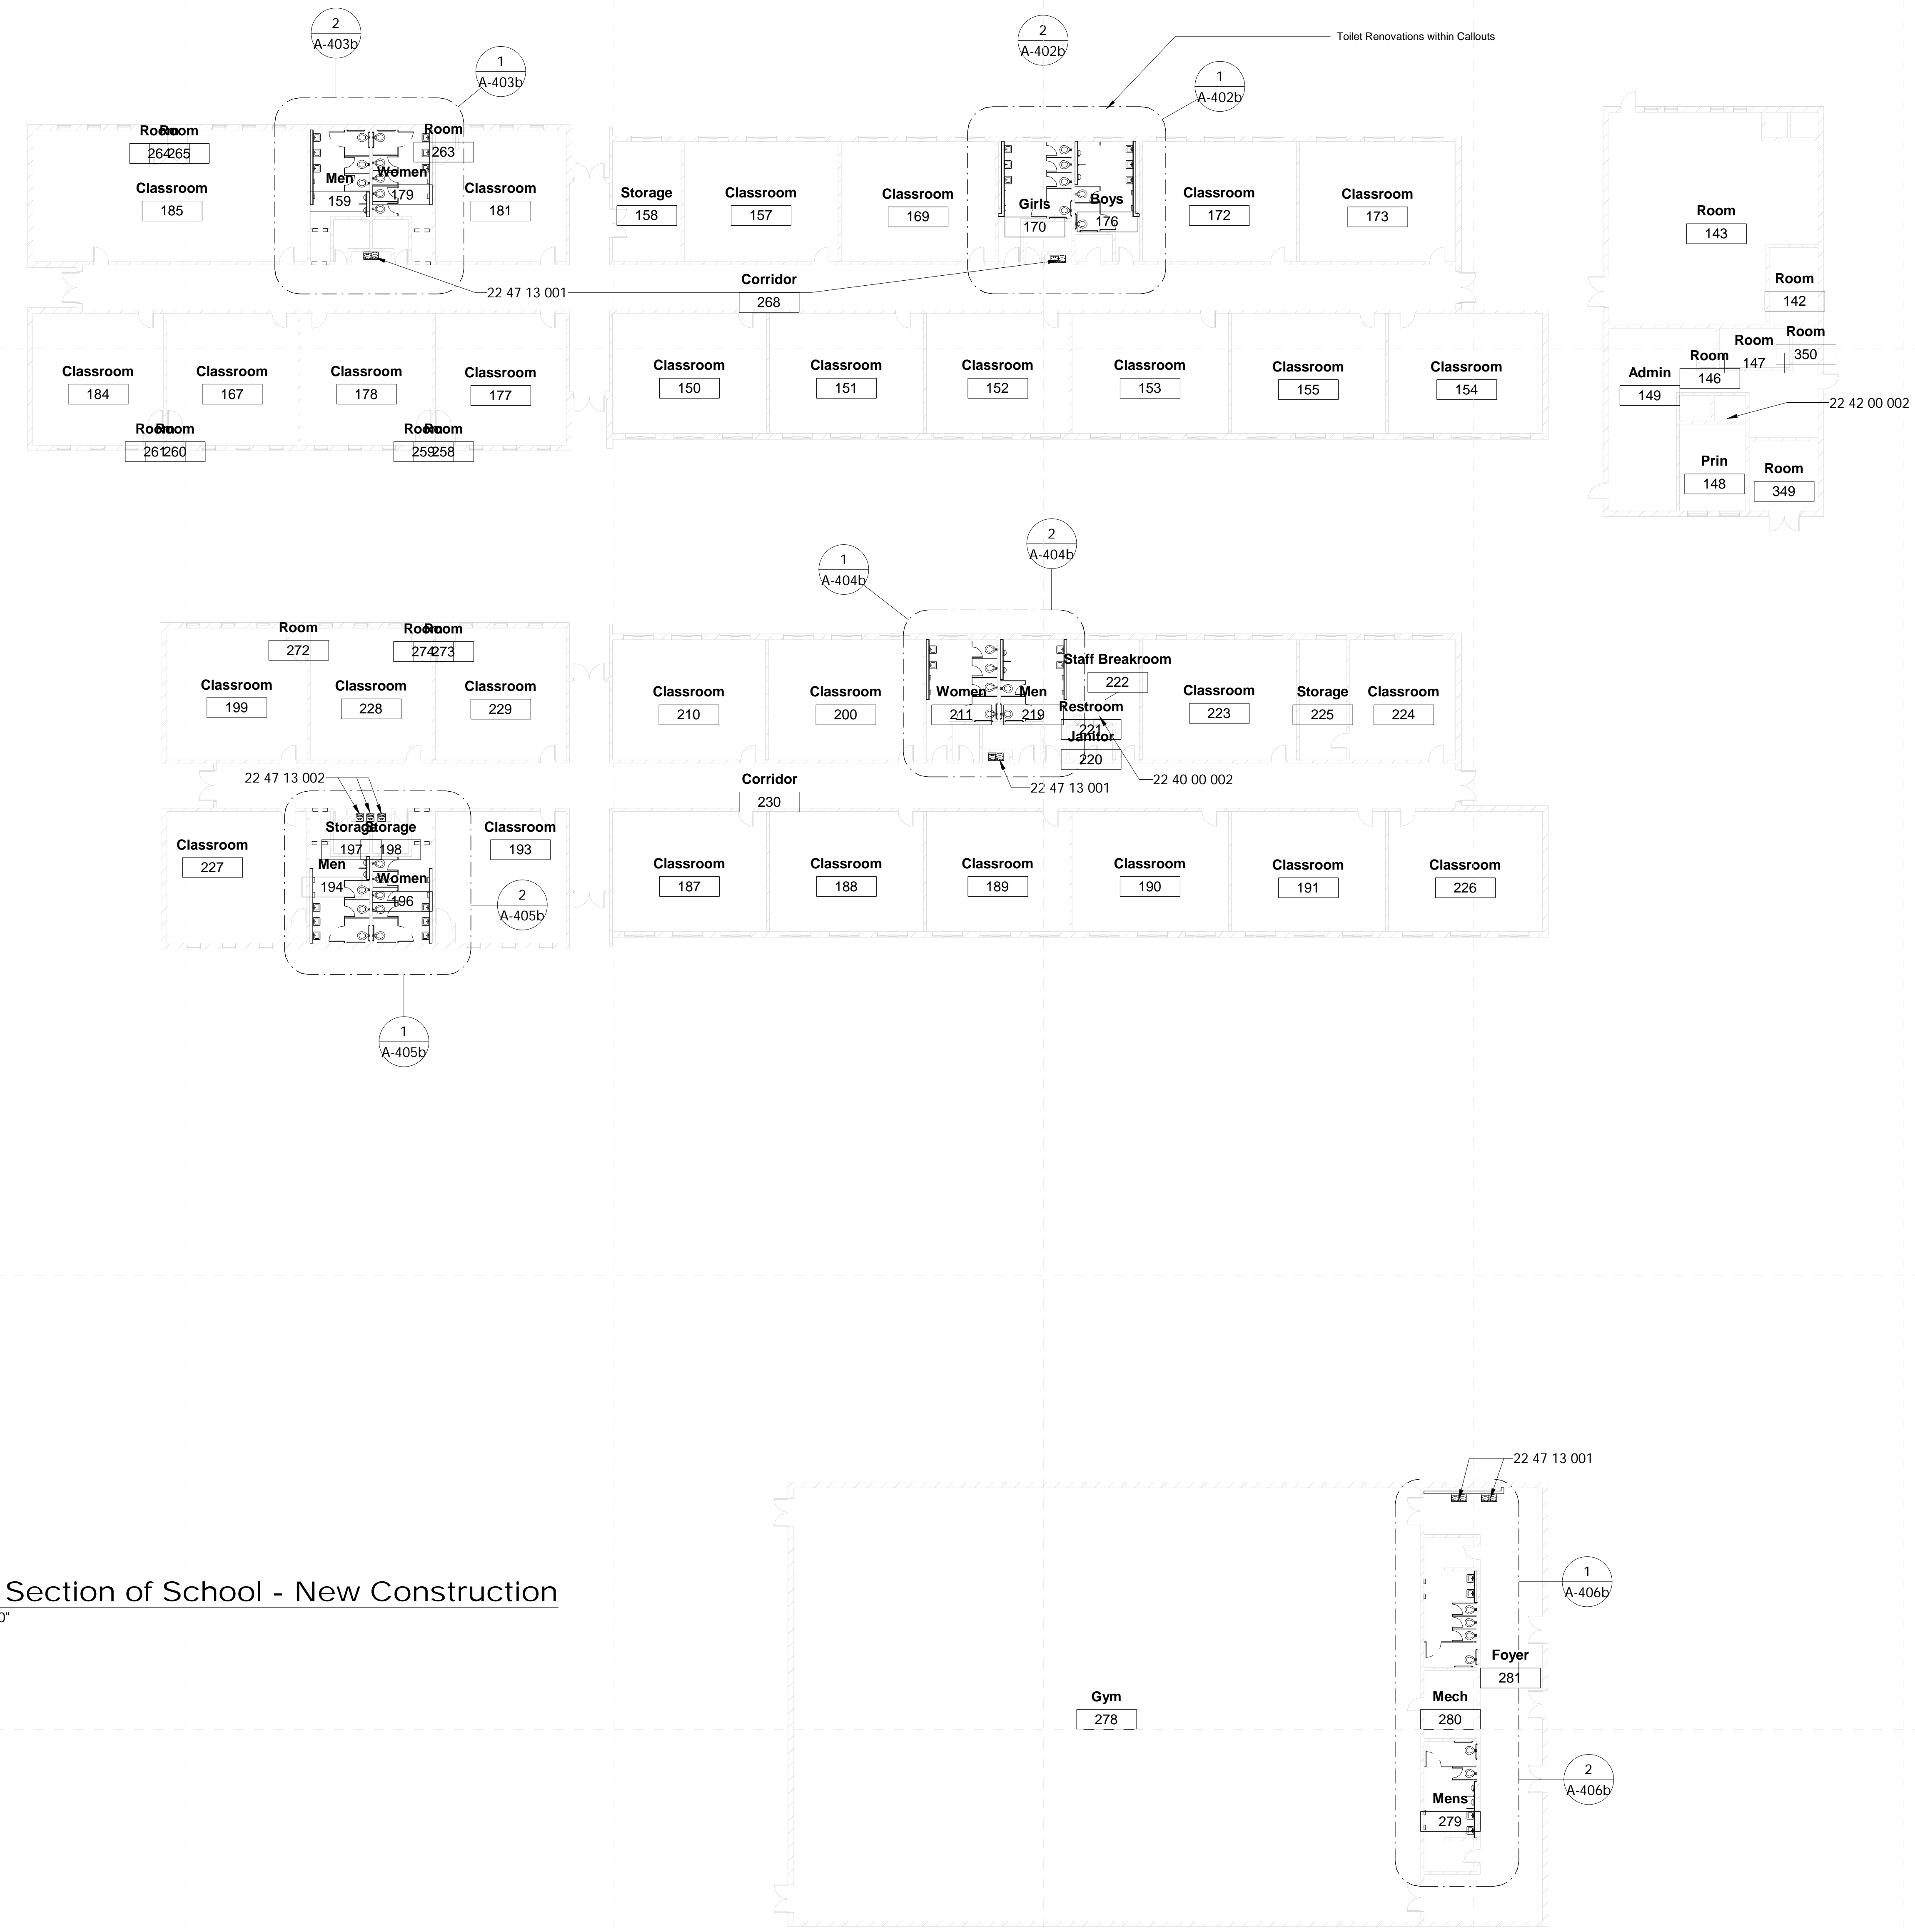 2
A-403b
1
A-403b
2
A-402b
1
A-402b
Toilet Renovations within Callouts
Room
264
Room
265
Classroom
185
Men
159
Women
179
Room
263
Classroom
181
Storage
158
Classroom
157
Classroom
169
Girls
170
Boys
176
Classroom
172
Classroom
173
22 47 13 001
Corridor
268
Room
143
Room
142
Room
350
Room
147
Room
146
Admin
149
22 42 00 002
Prin
148
Room
349
Classroom
184
Classroom
167
Classroom
178
Classroom
177
Room
261
Room
260
Room
259
Room
258
Classroom
150
Classroom
151
Classroom
152
Classroom
153
Classroom
155
Classroom
154
1
A-404b
2
A-404b
Room
272
Room
274
Room
273
Classroom
199
Classroom
228
Classroom
229
Classroom
210
Classroom
200
Women
211
Men
219
Staff Breakroom
222
Restroom
221
Janitor
220
Classroom
223
Storage
225
Classroom
224
22 47 13 002
22 47 13 001
22 40 00 002
Corridor
230
Classroom
227
Storage
197
Storage
198
Men
194
Women
196
Classroom
193
2
A-405b
1
A-405b
Classroom
187
Classroom
188
Classroom
189
Classroom
190
Classroom
191
Classroom
226
22 47 13 001
1
A-406b
Section of School - New Construction
0"
Foyer
281
Gym
278
Mech
280
2
A-406b
Mens
279